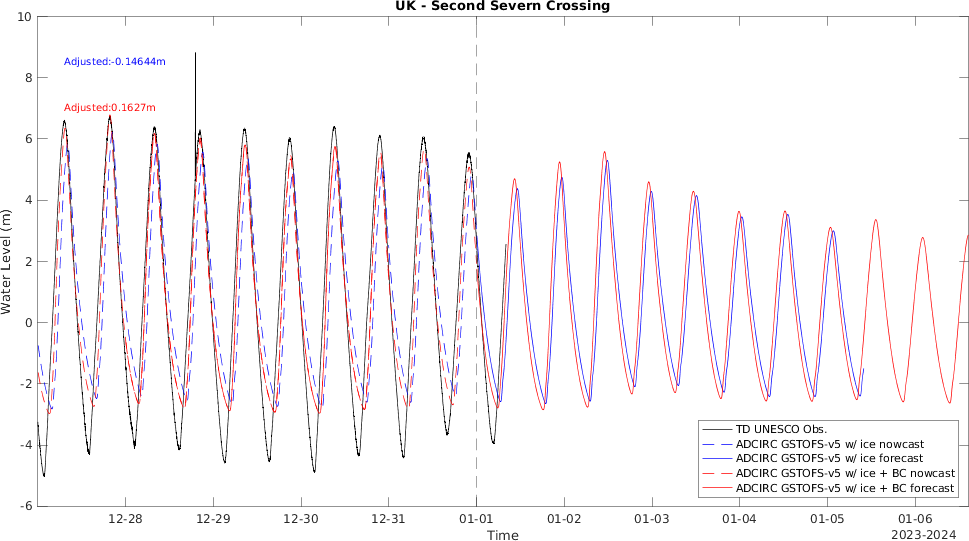 UK - Second Severn Crossing
10
8
6
4
2
0
-2
-4
-6
Water Level (m)
Adjusted:-0.14644m
Adjusted:0.1627m
TD UNESCO Obs.
ADCIRC GSTOFS-v5 w/ ice nowcast
ADCIRC GSTOFS-v5 w/ ice forecast
ADCIRC GSTOFS-v5 w/ ice + BC nowcast
ADCIRC GSTOFS-v5 w/ ice + BC forecast
12-28 12-29 12-30 12-31 01-01 01-02 01-03 01-04 01-05 01-06
Time
2023-2024